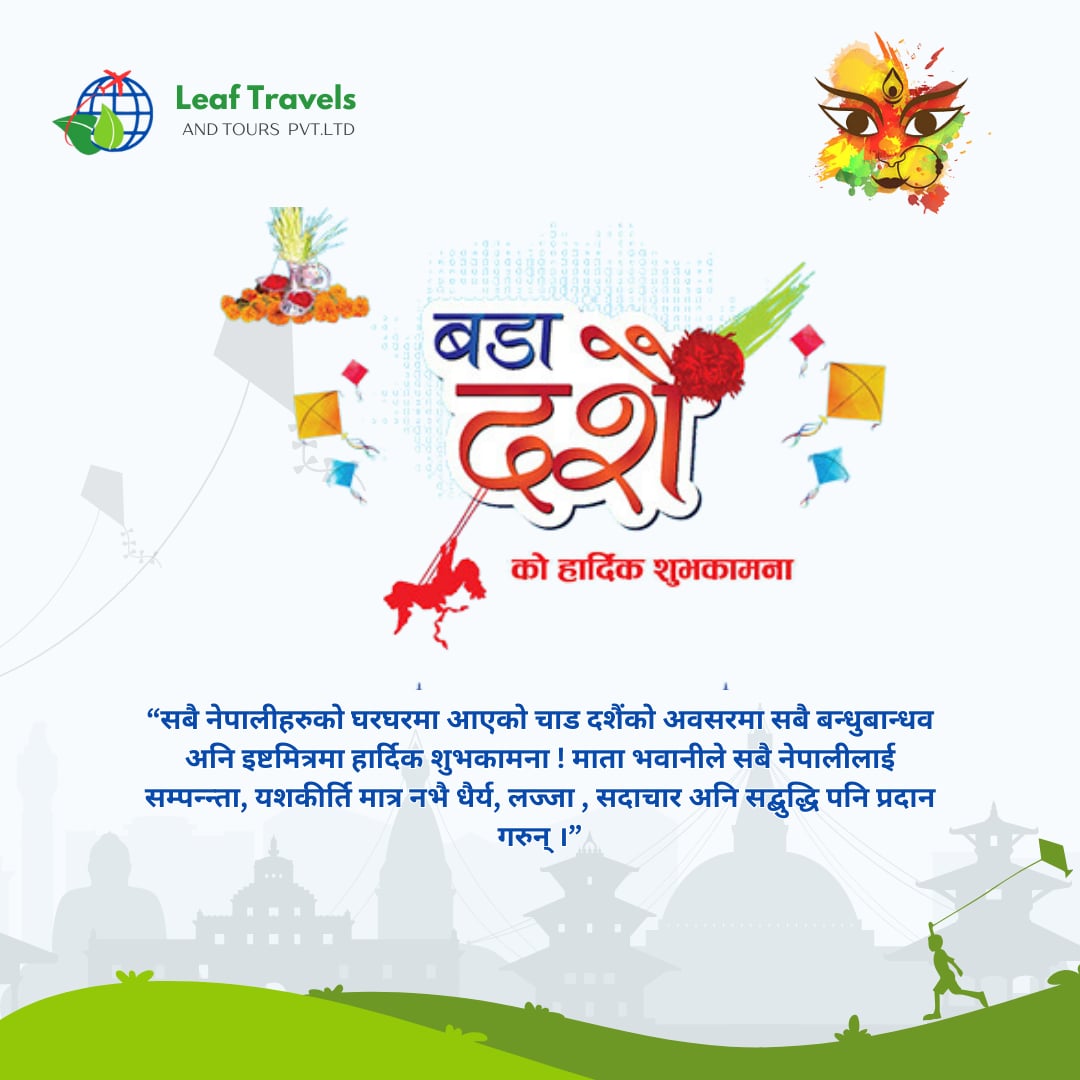 Leaf Travels
AND TOURS PVT.LTD
बडा
दशैं
को हार्दिक शुभकामना
“सबै नेपालीहरुको घरघरमा आएको चाड दशैंको अवसरमा सबै बन्धुबान्धव
अनि इष्टमित्रमा हार्दिक शुभकामना ! माता भवानीले सबै नेपालीलाई
सम्पन्न्ता, यशकीर्ति मात्र नभै धैर्य, लज्जा , सदाचार अनि सद्बुद्धि पनि प्रदान
गरुन् ।”